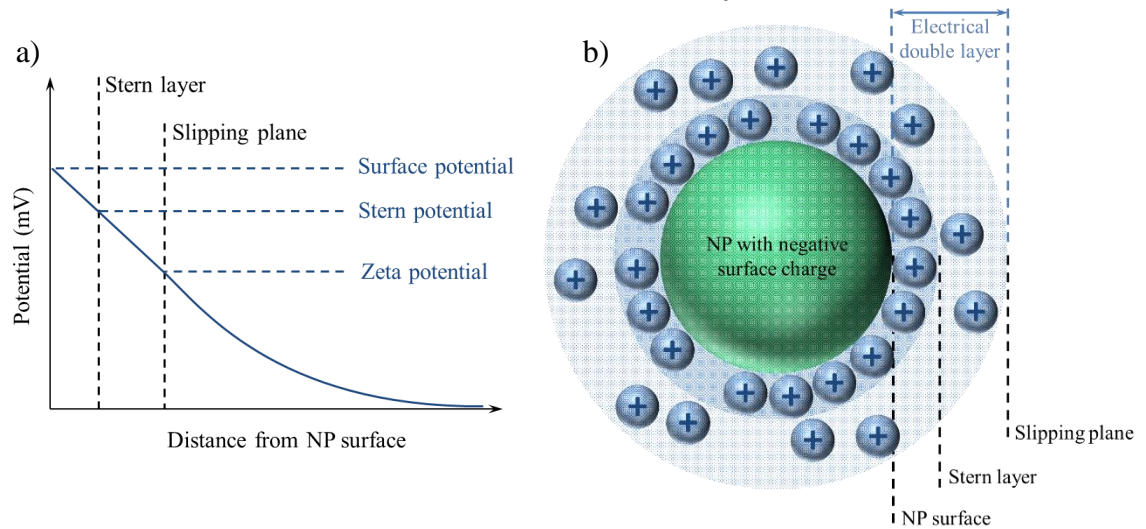 a)
Stern layer
Slipping plane
Surface potential
Stern potential
Zeta potential
Potential (mV)
Distance from NP surface
b)
Electrical
double layer
NP with negative
surface charge
Slipping plane
Stern layer
NP surface